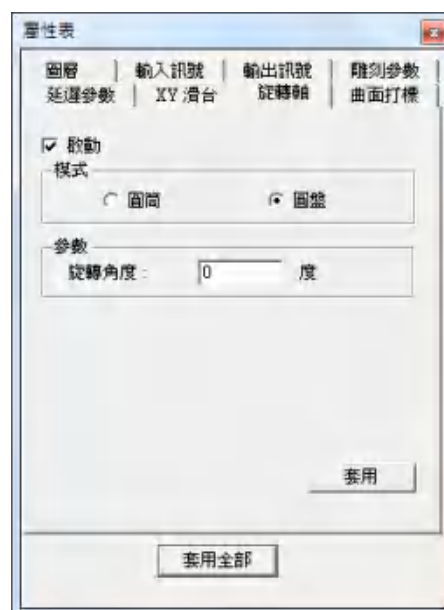 屬性表
圖層 輸入訊號 輸出訊號 雕刻參數
延遲參數 XY 滑台 旋轉軸 曲面打標
啟動
模式
圓筒 圓盤
參數
旋轉角度： 0 度
套用
套用全部